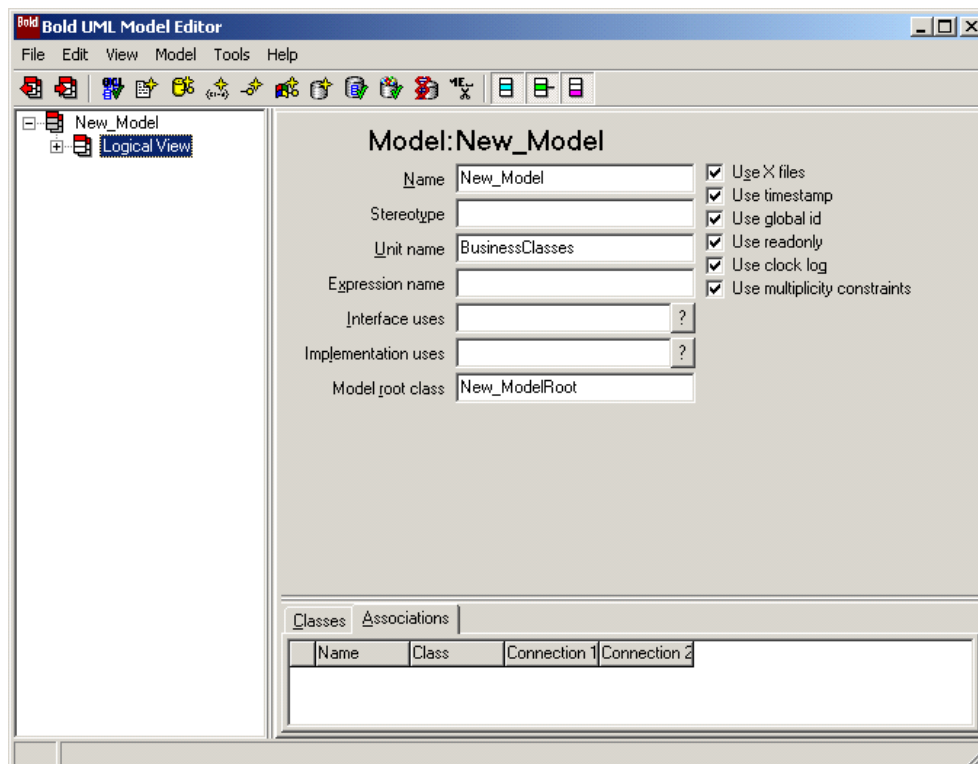 Bold Bold UML Model Editor
File Edit View Model Tools Help
New_Model
Logical View
Model:New_Model
Name New_Model
Stereotype
Unit name BusinessClasses
Expression name
Interface uses ?
Implementation uses ?
Model root class New_ModelRoot
Use X files
Use timestamp
Use global id
Use readonly
Use clock log
Use multiplicity constraints
Classes Associations
Name Class Connection 1 Connection 2